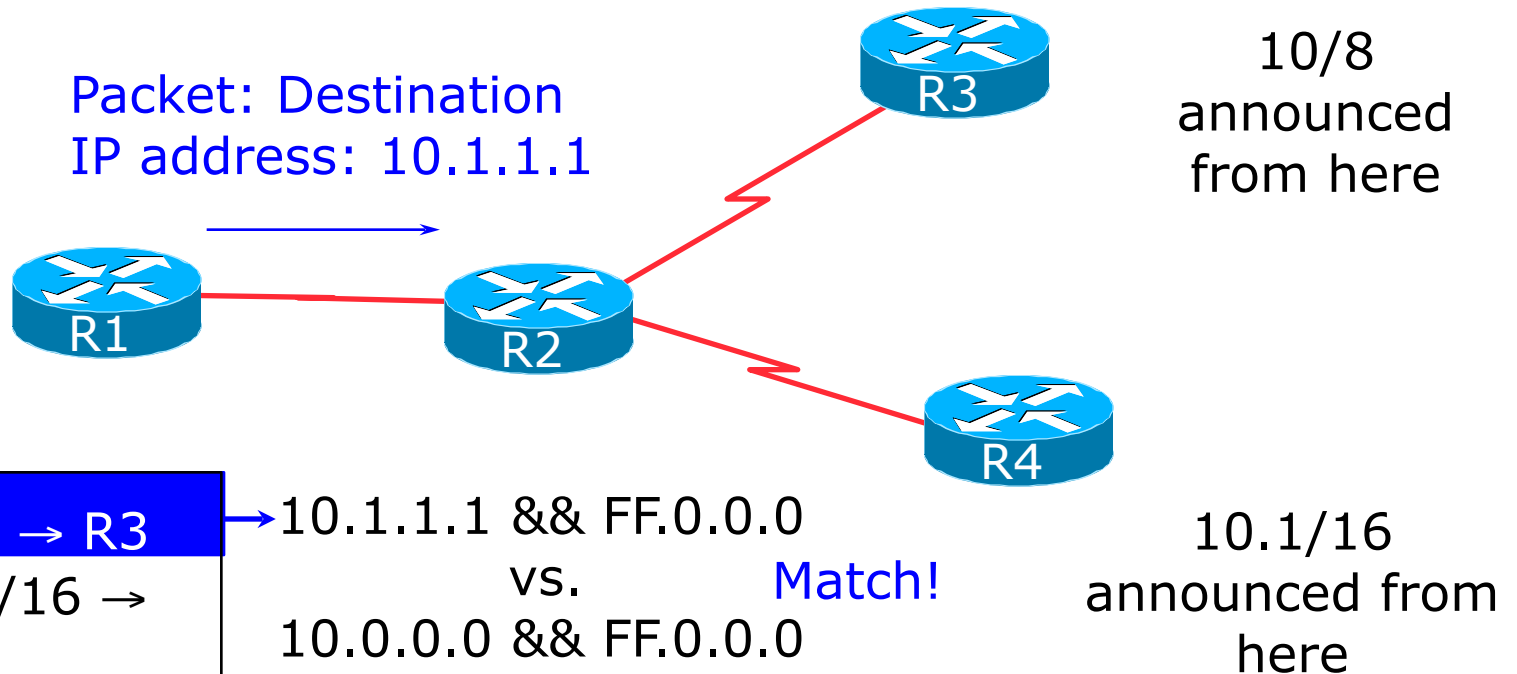 Packet: Destination
IP address: 10.1.1.1
R3
10/8
announced
from here
R1
R2
R4
→ R3
/16 →
10.1.1.1 && FF.0.0.0
vs.
Match!
10.0.0.0 && FF.0.0.0
10.1/16
announced from
here